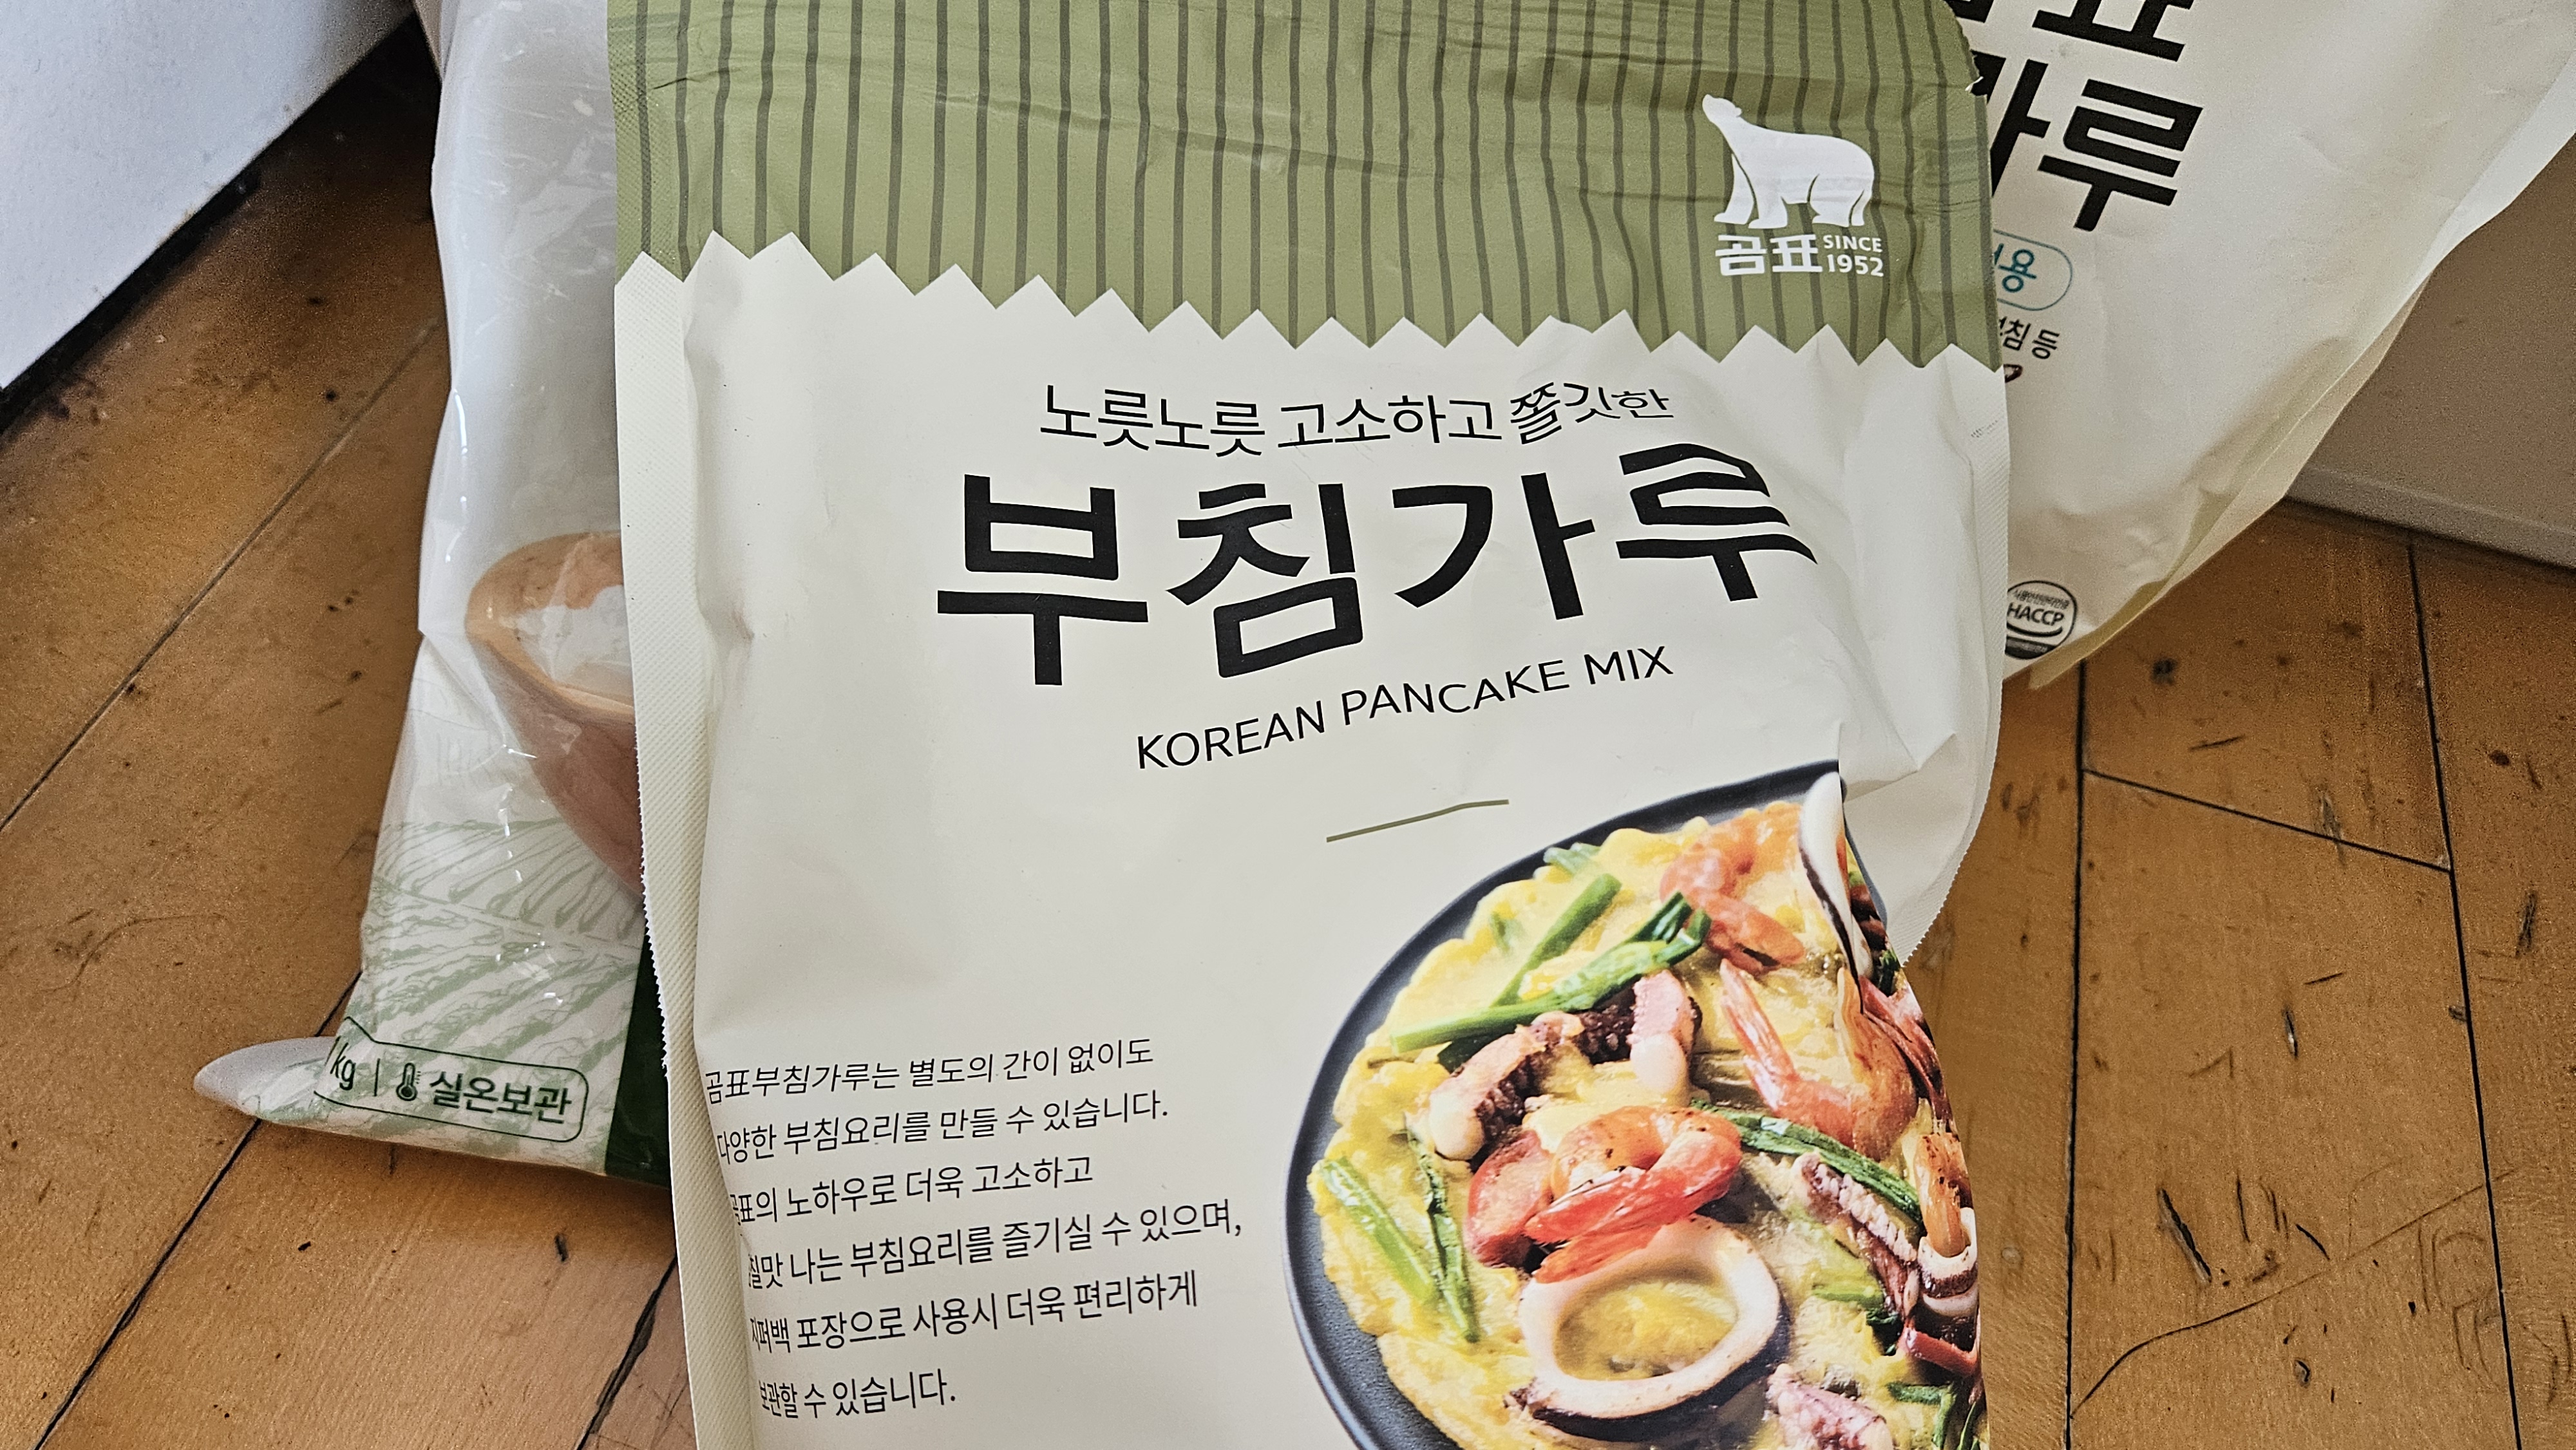 곰표 SINCE 1952
노릇노릇 고소하고 쫄깃한
부침가루
KOREAN PANCAKE MIX
곰표부침가루는 별도의 간이 없이도
다양한 부침요리를 만들 수 있습니다.
곰표의 노하우로 더욱 고소하고
나는 부침요리를 즐기실 수 있으며,
지퍼백 포장으로 사용시 더욱 편리하게
보관할 수 있습니다.
kg | 실온보관
등
HACCP